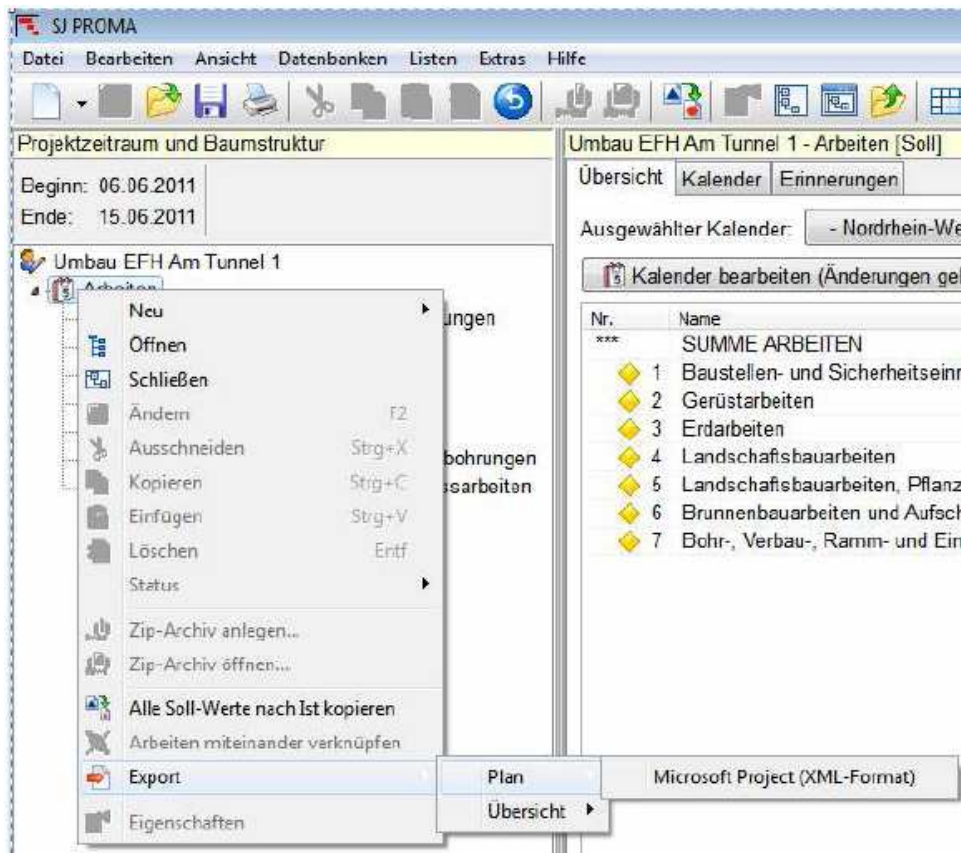 SJ PROMA
Datei Bearbeiten Ansicht Datenbanken Listen Extras Hilfe
Projektzeitraum und Baumstruktur
Beginn: 06.06.2011
Ende: 15.06.2011
Umbau EFH Am Tunnel 1
Arbeiten
ungen
bohrungen
ssarbeiten
Neu
Öffnen
Schließen
Ändern F2
Ausschneiden Strg+X
Kopieren Strg+C
Einfügen Strg+V
Löschen Entf
Status
Zip-Archiv anlegen...
Zip-Archiv öffnen...
Alle Soll-Werte nach Ist kopieren
Arbeiten miteinander verknüpfen
Export
Eigenschaften
Plan
Übersicht
Microsoft Project (XML-Format)
Umbau EFH Am Tunnel 1 - Arbeiten [Soll]
Übersicht Kalender Erinnerungen
Ausgewählter Kalender: - Nordrhein-We
Kalender bearbeiten (Änderungen gel
Nr. Name
*** SUMME ARBEITEN
1 Baustellen- und Sicherheitseinr
2 Gerüstarbeiten
3 Erdarbeiten
4 Landschaftsbauarbeiten
5 Landschaftsbauarbeiten, Pflanz
6 Brunnenbauarbeiten und Aufsch
7 Bohr-, Verbau-, Ramm- und Ein